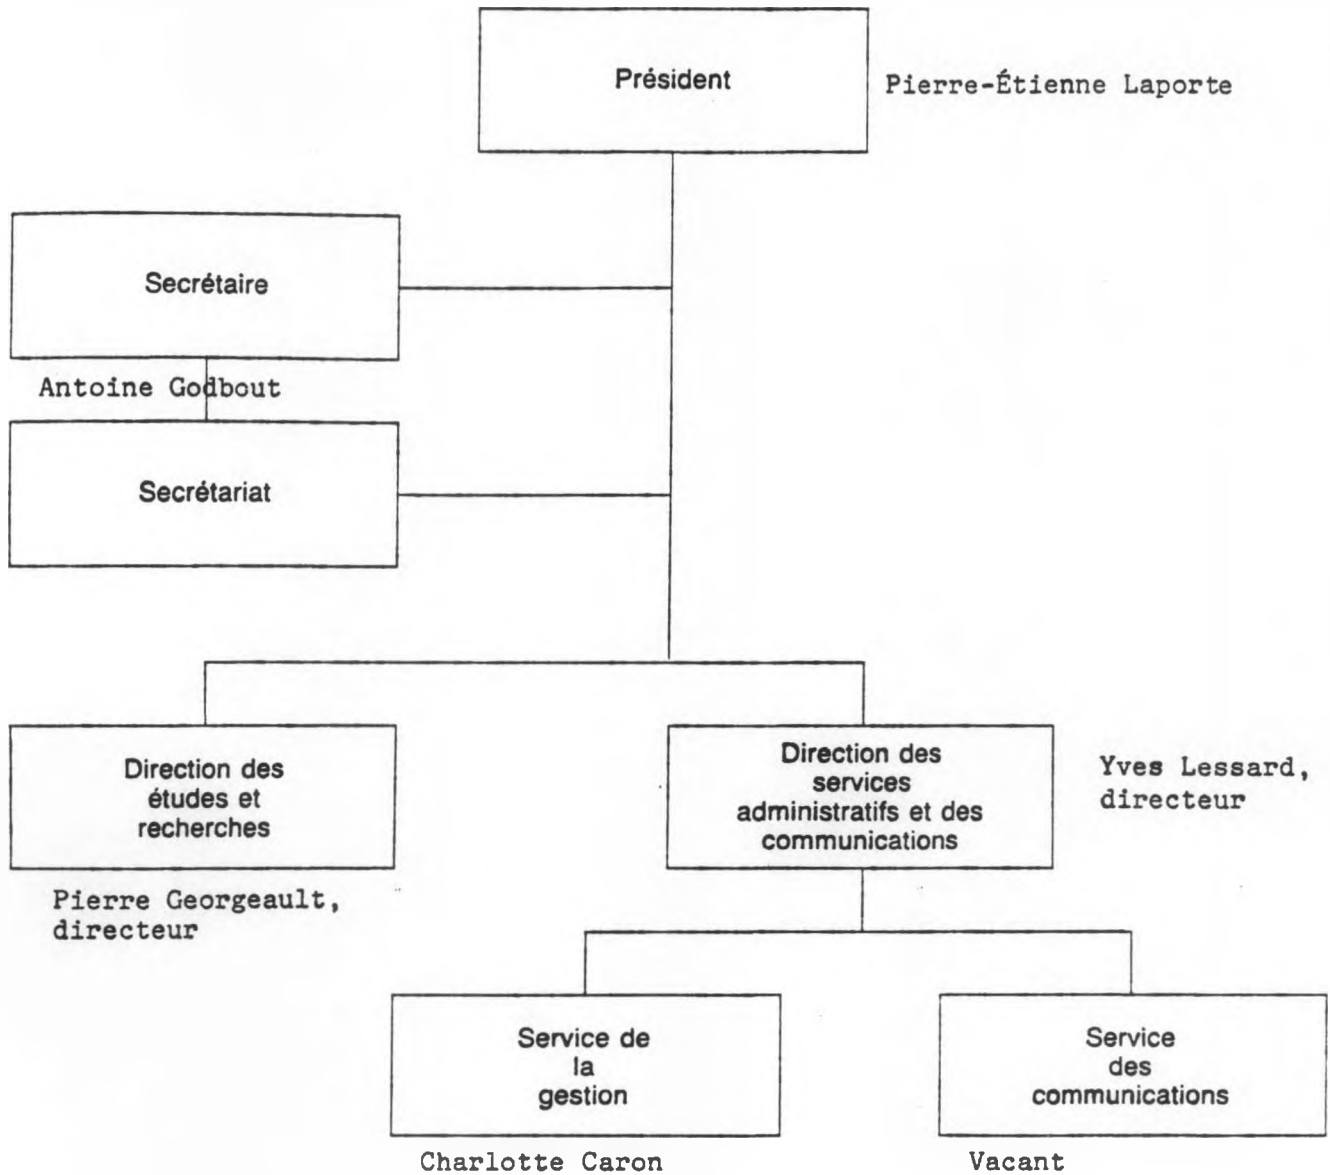 Président
Pierre-Étienne Laporte
Secrétaire
Antoine Godbout
Secrétariat
Direction des
études et
recherches
Pierre Georgeault,
directeur
Direction des
services
administratifs et des
communications
Yves Lessard,
directeur
Service de
la
gestion
Charlotte Caron
Service
des
communications
Vacant